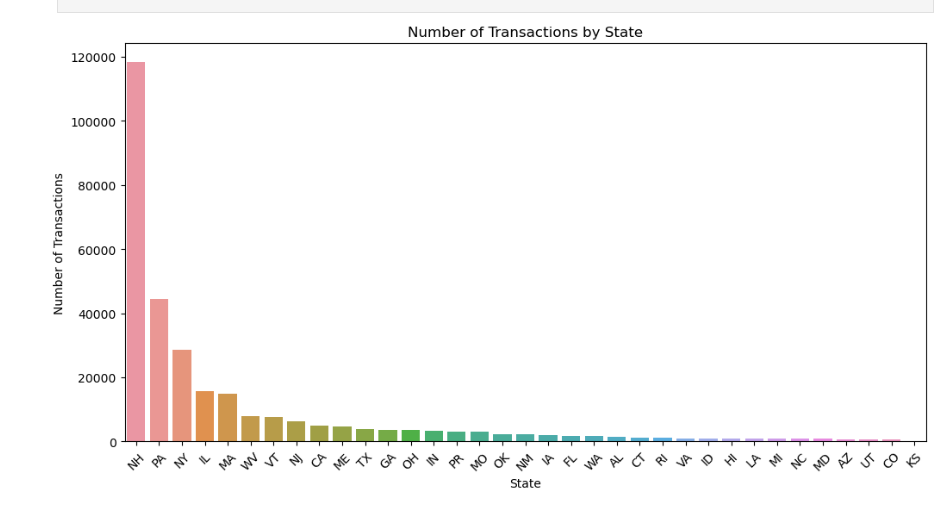 Number of Transactions by State
Number of Transactions
120000
100000
80000
60000
40000
20000
0
NH PA NY IL MA WV VT NJ CA ME TX GA OH IN PR MO OK NM IA FL WA AL CT RI VA ID HI LA MI NC MD AZ UT CO KS
State